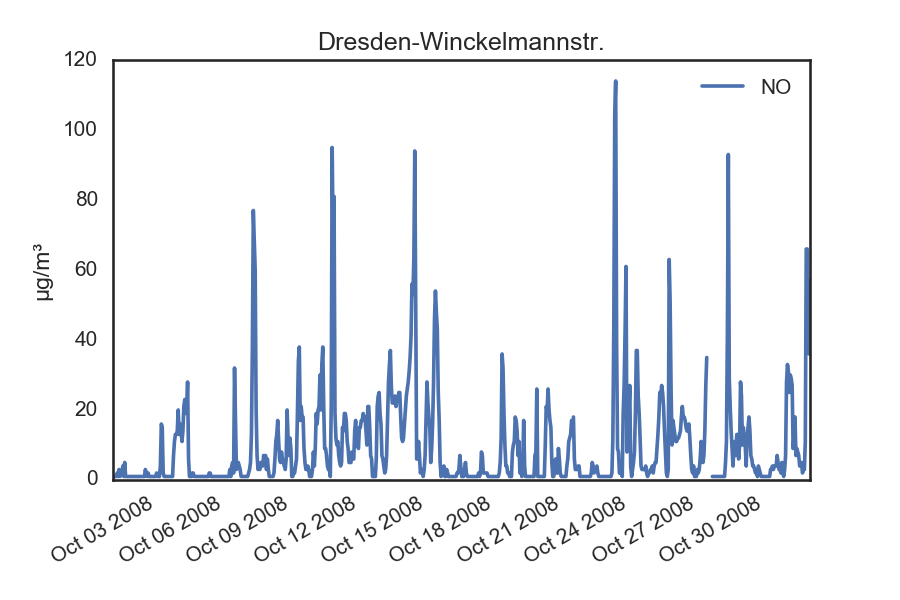 Dresden-Winckelmannstr.
120
100
80
60
40
20
0
µg/m³
NO
Oct 03 2008
Oct 06 2008
Oct 09 2008
Oct 12 2008
Oct 15 2008
Oct 18 2008
Oct 21 2008
Oct 24 2008
Oct 27 2008
Oct 30 2008